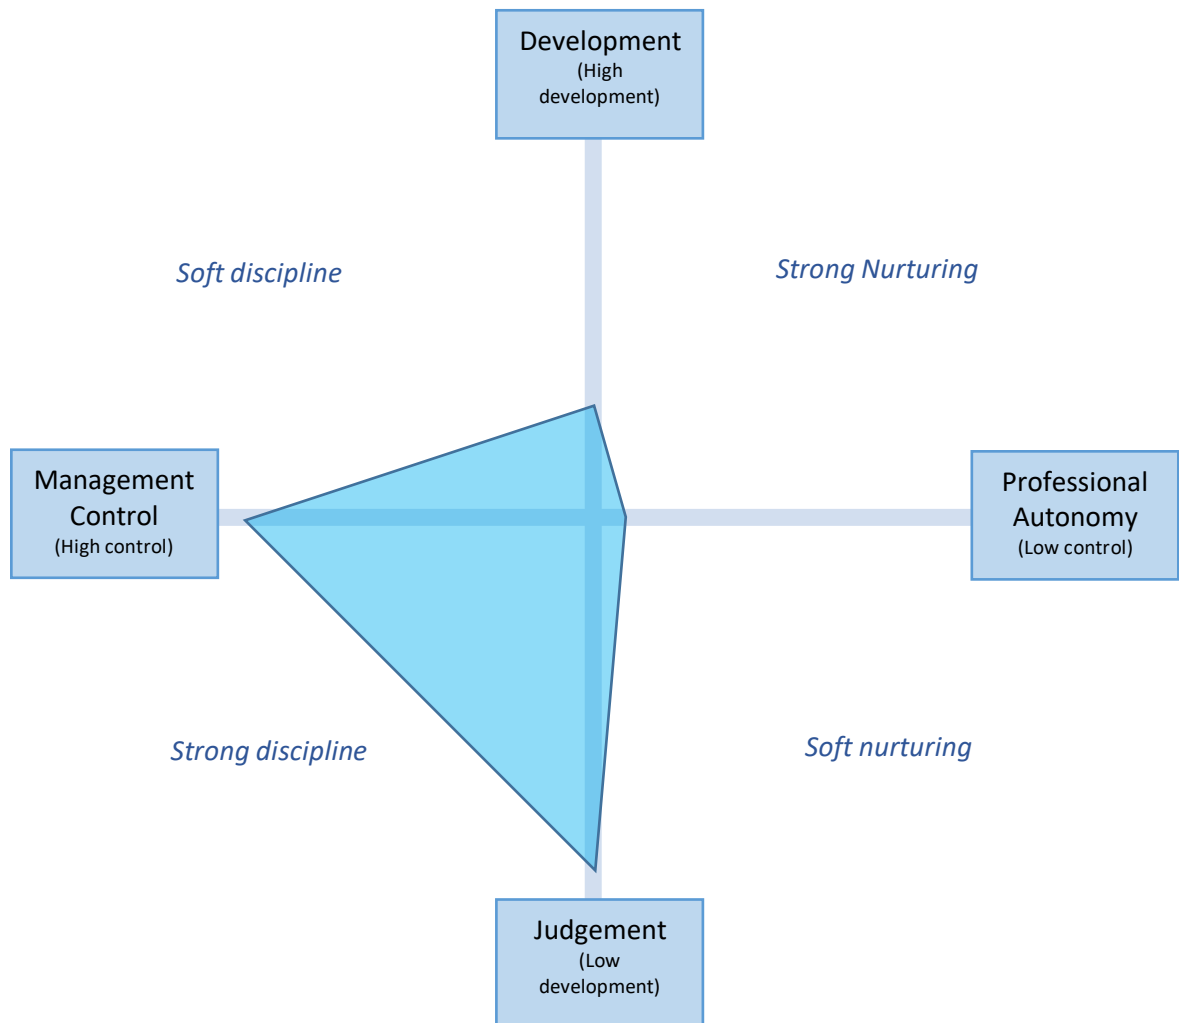 Development
(High
development)
Soft discipline
Strong Nurturing
Management
Control
(High control)
Professional
Autonomy
(Low control)
Strong discipline
Soft nurturing
Judgement
(Low
development)